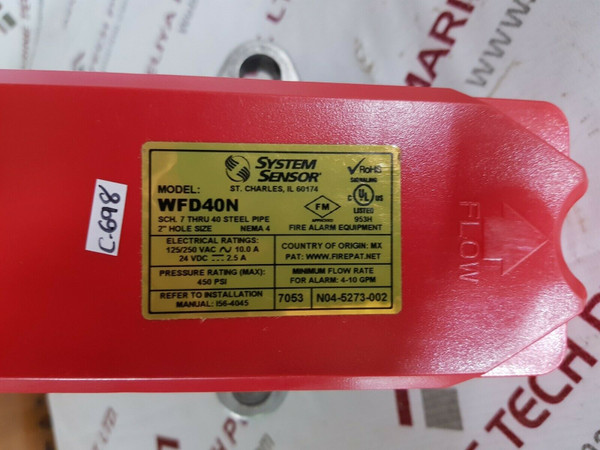 SYSTEM
SENSOR
ST. CHARLES, IL 60174
MODEL:
WFD40N
SCH. 7 THRU 40 STEEL PIPE
2" HOLE SIZE NEMA 4
RoHS
FM
APPROVED
C UL US
LISTED
953H
FIRE ALARM EQUIPMENT
ELECTRICAL RATINGS:
125/250 VAC 10.0 A
24 VDC 2.5 A
COUNTRY OF ORIGIN: MX
PAT: WWW.FIREPAT.NET
PRESSURE RATING (MAX):
450 PSI
MINIMUM FLOW RATE
FOR ALARM: 4-10 GPM
REFER TO INSTALLATION
MANUAL: I56-4045
7053
N04-5273-002
C-698
FLOW